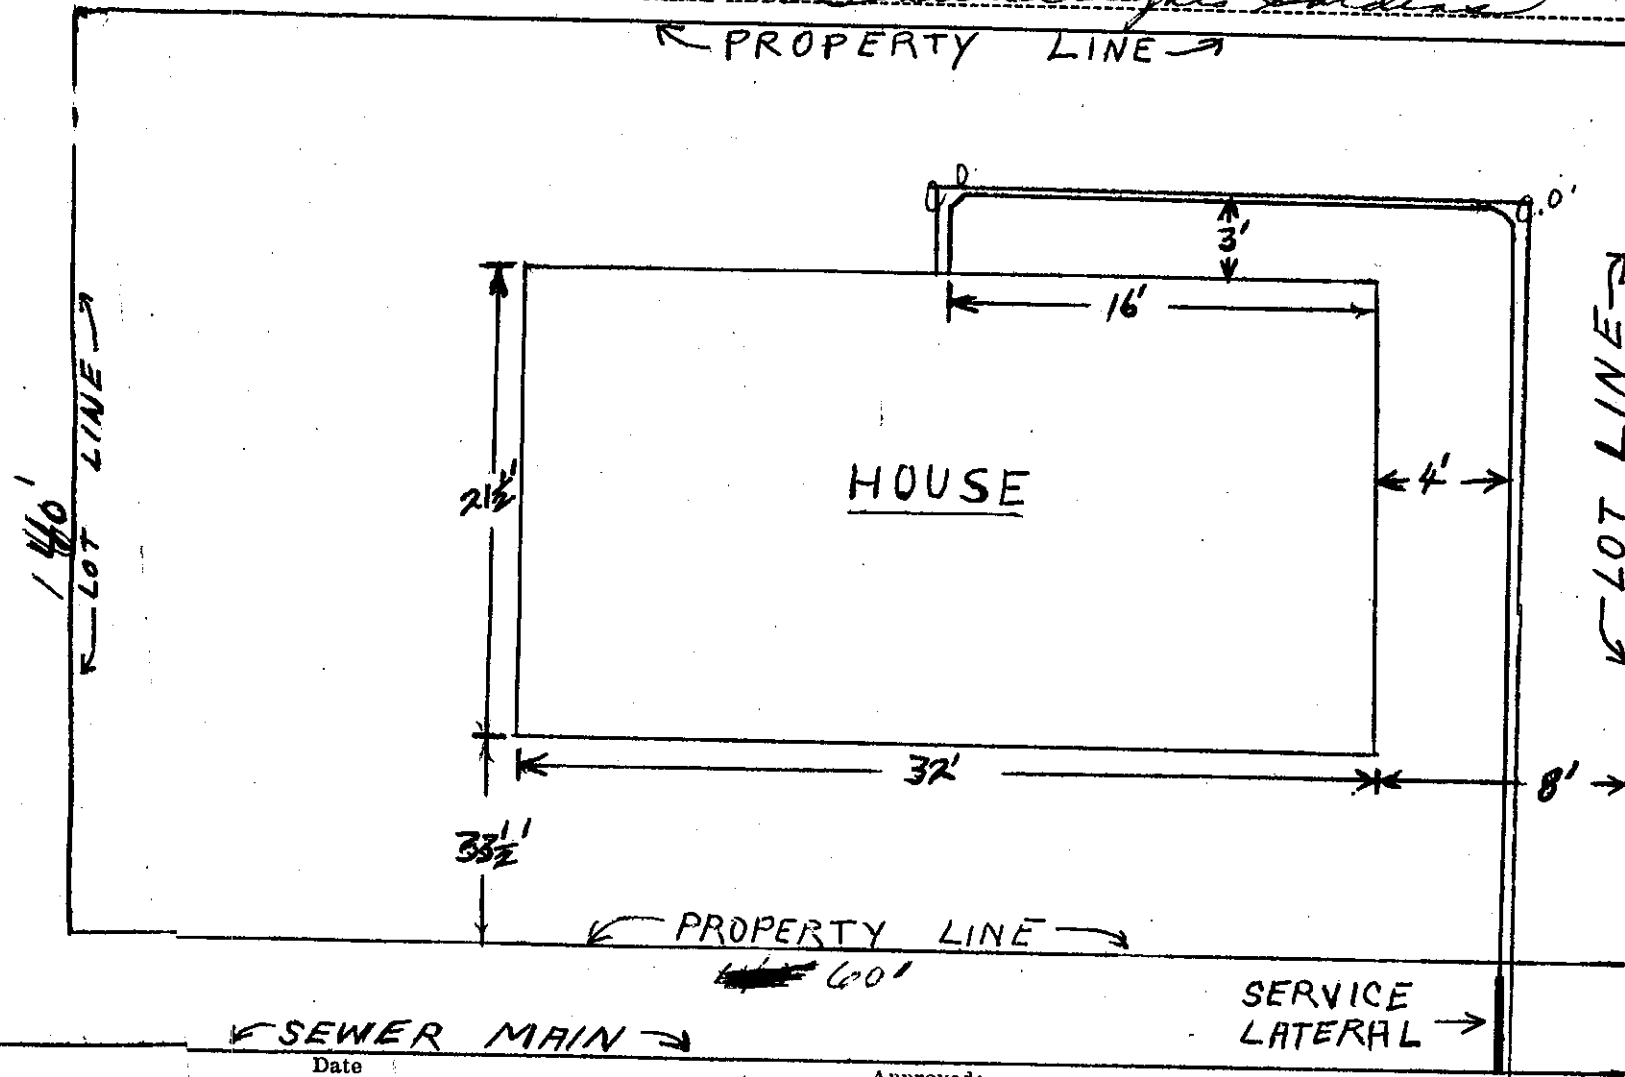 PROPERTY LINE
3'
16'
LOT LINE
LOT LINE
21½'
HOUSE
4'
32'
8'
33½'
PROPERTY LINE
60'
SERVICE
LATERAL
SEWER MAIN
Date
Approved: